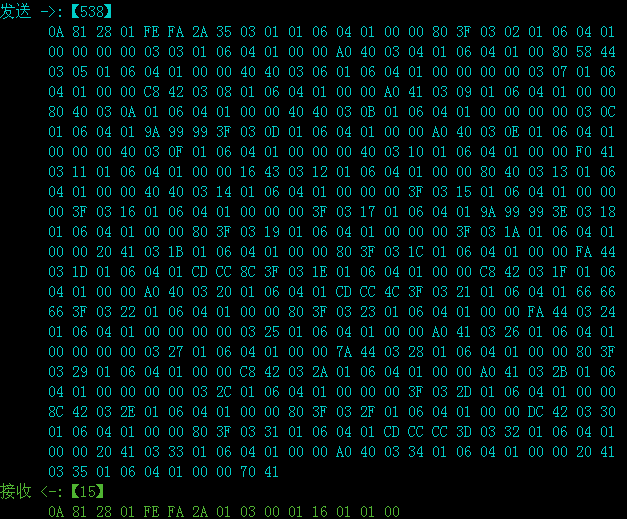 发送 ->:【538】
0A 81 28 01 FE FA 2A 35 03 01 01 06 04 01 00 00 80 3F 03 02 01 06 04 01
00 00 00 00 03 03 01 06 04 01 00 00 A0 40 03 04 01 06 04 01 00 80 58 44
03 05 01 06 04 01 00 00 40 40 03 06 01 06 04 01 00 00 00 00 03 07 01 06
04 01 00 00 C8 42 03 08 01 06 04 01 00 00 A0 41 03 09 01 06 04 01 00 00
80 40 03 0A 01 06 04 01 00 00 40 40 03 0B 01 06 04 01 00 00 00 00 03 0C
01 06 04 01 9A 99 99 3F 03 0D 01 06 04 01 00 00 A0 40 03 0E 01 06 04 01
00 00 00 40 03 0F 01 06 04 01 00 00 00 40 03 10 01 06 04 01 00 00 F0 41
03 11 01 06 04 01 00 00 16 43 03 12 01 06 04 01 00 00 80 40 03 13 01 06
04 01 00 00 40 40 03 14 01 06 04 01 00 00 00 3F 03 15 01 06 04 01 00 00
00 3F 03 16 01 06 04 01 00 00 00 3F 03 17 01 06 04 01 9A 99 99 3E 03 18
01 06 04 01 00 00 80 3F 03 19 01 06 04 01 00 00 00 3F 03 1A 01 06 04 01
00 00 20 41 03 1B 01 06 04 01 00 00 80 3F 03 1C 01 06 04 01 00 00 FA 44
03 1D 01 06 04 01 CD CC 8C 3F 03 1E 01 06 04 01 00 00 C8 42 03 1F 01 06
04 01 00 00 A0 40 03 20 01 06 04 01 CD CC 4C 3F 03 21 01 06 04 01 66 66
66 3F 03 22 01 06 04 01 00 00 80 3F 03 23 01 06 04 01 00 00 FA 44 03 24
01 06 04 01 00 00 00 00 03 25 01 06 04 01 00 00 A0 41 03 26 01 06 04 01
00 00 00 00 03 27 01 06 04 01 00 00 7A 44 03 28 01 06 04 01 00 00 80 3F
03 29 01 06 04 01 00 00 C8 42 03 2A 01 06 04 01 00 00 A0 41 03 2B 01 06
04 01 00 00 00 00 03 2C 01 06 04 01 00 00 00 3F 03 2D 01 06 04 01 00 00
8C 42 03 2E 01 06 04 01 00 00 80 3F 03 2F 01 06 04 01 00 00 DC 42 03 30
01 06 04 01 00 00 80 3F 03 31 01 06 04 01 CD CC CC 3D 03 32 01 06 04 01
00 00 20 41 03 33 01 06 04 01 00 00 A0 40 03 34 01 06 04 01 00 00 20 41
03 35 01 06 04 01 00 00 70 41
接收 <-:【15】
0A 81 28 01 FE FA 2A 01 03 00 01 16 01 01 00